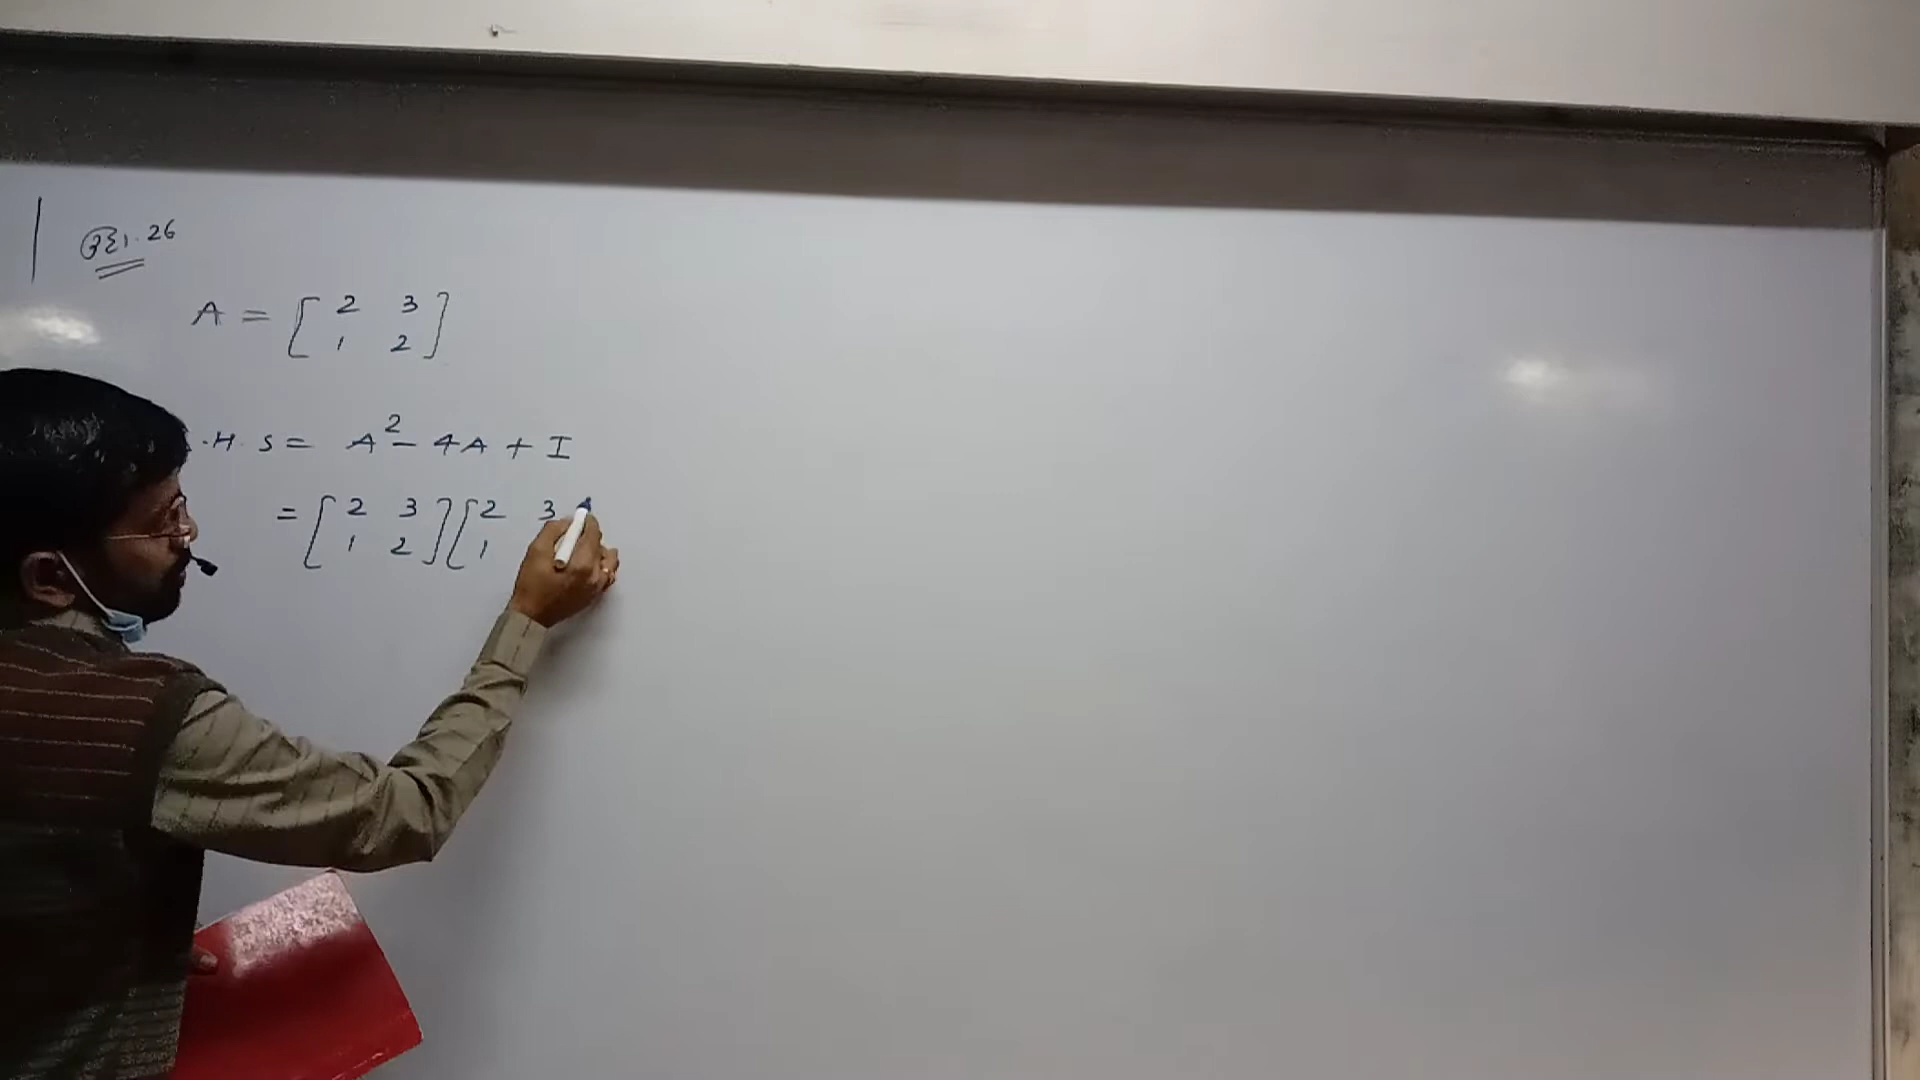 उदा. 26
A = [ 2 3
1 2 ]
.H.S = A² - 4A + I
= [ 2 3 ] [ 2 3
1 2 1